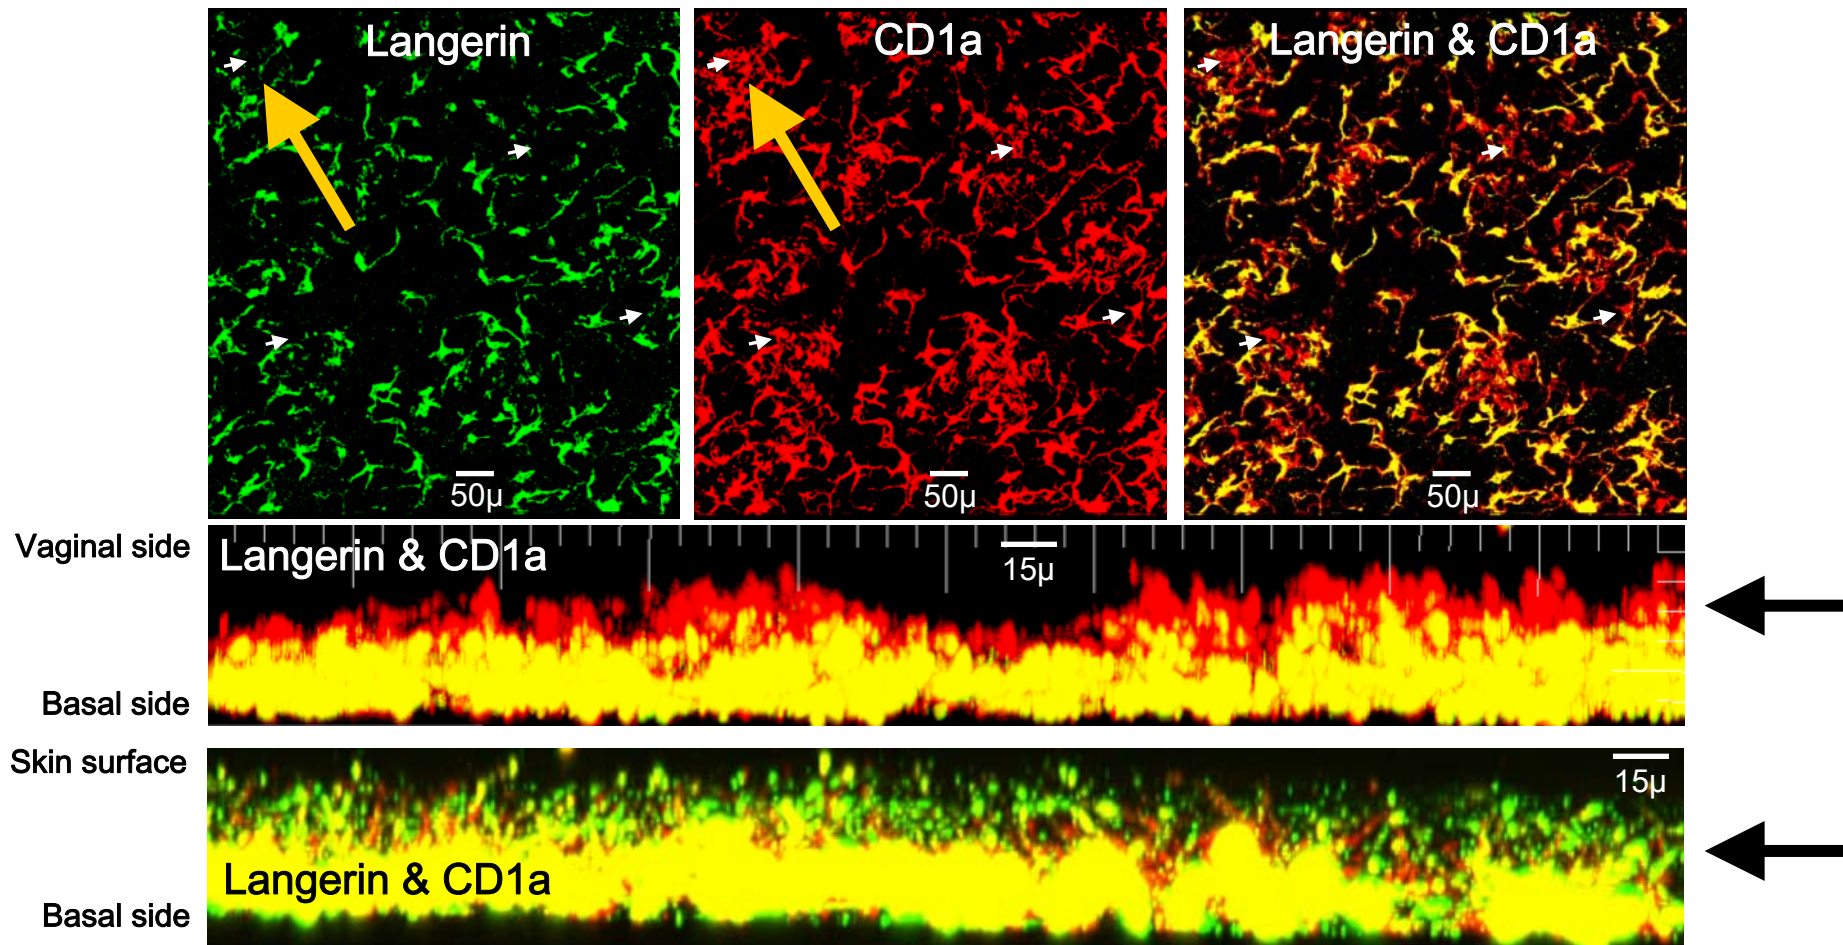 Langerin
CD1a
Langerin & CD1a
50μ
50μ
50μ
Vaginal side
Langerin & CD1a
15μ
Basal side
Skin surface
15μ
Langerin & CD1a
Basal side